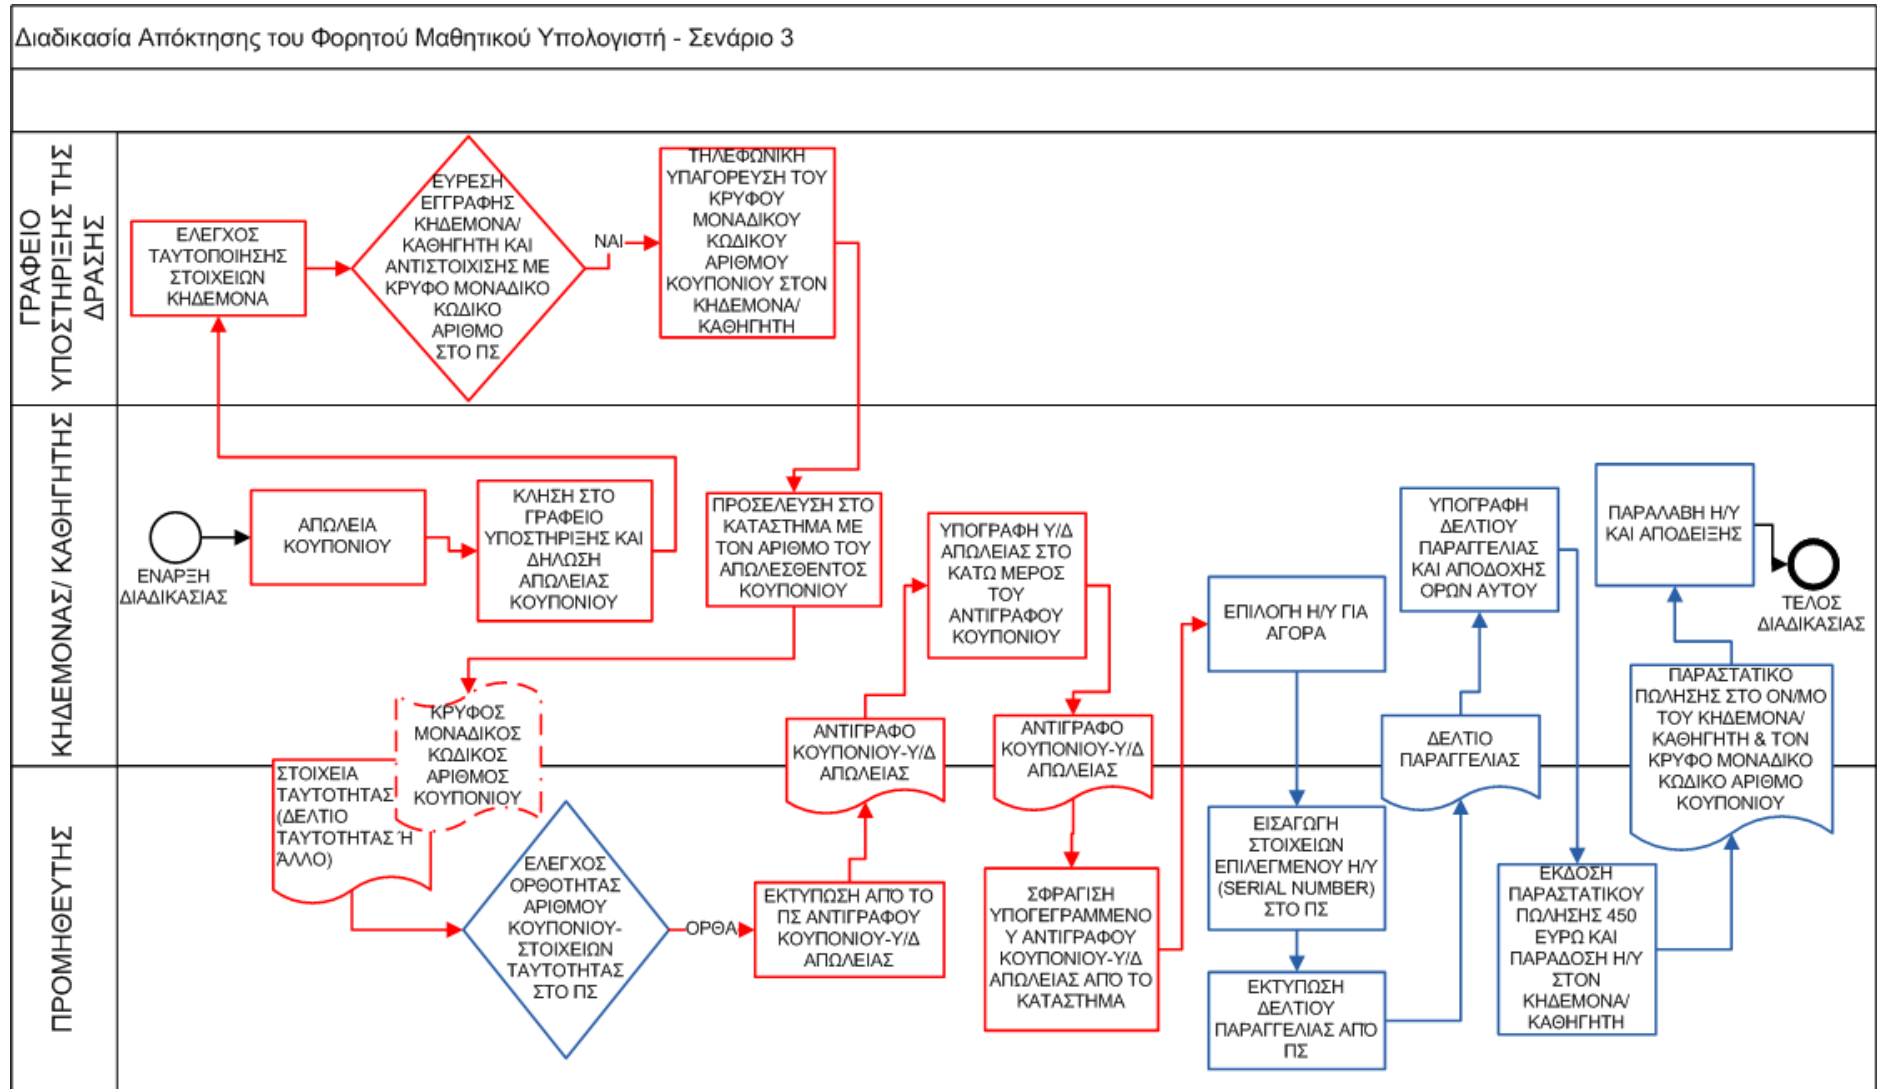 Διαδικασία Απόκτησης του Φορητού Μαθητικού Υπολογιστή - Σενάριο 3
ΓΡΑΦΕΙΟ
ΥΠΟΣΤΗΡΙΞΗΣ ΤΗΣ
ΔΡΑΣΗΣ
ΕΛΕΓΧΟΣ
ΤΑΥΤΟΠΟΙΗΣΗΣ
ΣΤΟΙΧΕΙΩΝ
ΚΗΔΕΜΟΝΑ
ΕΥΡΕΣΗ
ΕΓΓΡΑΦΗΣ
ΚΗΔΕΜΟΝΑ/
ΚΑΘΗΓΗΤΗ ΚΑΙ
ΑΝΤΙΣΤΟΙΧΙΣΗΣ ΜΕ
ΚΡΥΦΟ ΜΟΝΑΔΙΚΟ
ΚΩΔΙΚΟ
ΑΡΙΘΜΟ
ΣΤΟ ΠΣ
ΝΑΙ
ΤΗΛΕΦΩΝΙΚΗ
ΥΠΑΓΟΡΕΥΣΗ ΤΟΥ
ΚΡΥΦΟΥ
ΜΟΝΑΔΙΚΟΥ
ΚΩΔΙΚΟΥ
ΑΡΙΘΜΟΥ
ΚΟΥΠΟΝΙΟΥ ΣΤΟΝ
ΚΗΔΕΜΟΝΑ/
ΚΑΘΗΓΗΤΗ
ΚΗΔΕΜΟΝΑΣ/ ΚΑΘΗΓΗΤΗΣ
ΕΝΑΡΞΗ
ΔΙΑΔΙΚΑΣΙΑΣ
ΑΠΩΛΕΙΑ
ΚΟΥΠΟΝΙΟΥ
ΚΛΗΣΗ ΣΤΟ
ΓΡΑΦΕΙΟ
ΥΠΟΣΤΗΡΙΞΗΣ ΚΑΙ
ΔΗΛΩΣΗ
ΑΠΩΛΕΙΑΣ
ΚΟΥΠΟΝΙΟΥ
ΠΡΟΣΕΛΕΥΣΗ ΣΤΟ
ΚΑΤΑΣΤΗΜΑ ΜΕ
ΤΟΝ ΑΡΙΘΜΟ ΤΟΥ
ΑΠΩΛΕΣΘΕΝΤΟΣ
ΚΟΥΠΟΝΙΟΥ
ΥΠΟΓΡΑΦΗ Υ/Δ
ΑΠΩΛΕΙΑΣ ΣΤΟ
ΚΑΤΩ ΜΕΡΟΣ
ΤΟΥ
ΑΝΤΙΓΡΑΦΟΥ
ΚΟΥΠΟΝΙΟΥ
ΕΠΙΛΟΓΗ Η/Υ ΓΙΑ
ΑΓΟΡΑ
ΥΠΟΓΡΑΦΗ
ΔΕΛΤΙΟΥ
ΠΑΡΑΓΓΕΛΙΑΣ
ΚΑΙ ΑΠΟΔΟΧΗΣ
ΟΡΩΝ ΑΥΤΟΥ
ΠΑΡΑΛΑΒΗ Η/Υ
ΚΑΙ ΑΠΟΔΕΙΞΗΣ
ΤΕΛΟΣ
ΔΙΑΔΙΚΑΣΙΑΣ
ΚΡΥΦΟΣ
ΜΟΝΑΔΙΚΟΣ
ΚΩΔΙΚΟΣ
ΑΡΙΘΜΟΣ
ΚΟΥΠΟΝΙΟΥ
ΑΝΤΙΓΡΑΦΟ
ΚΟΥΠΟΝΙΟΥ-Υ/Δ
ΑΠΩΛΕΙΑΣ
ΑΝΤΙΓΡΑΦΟ
ΚΟΥΠΟΝΙΟΥ-Υ/Δ
ΑΠΩΛΕΙΑΣ
ΔΕΛΤΙΟ
ΠΑΡΑΓΓΕΛΙΑΣ
ΠΑΡΑΣΤΑΤΙΚΟ
ΠΩΛΗΣΗΣ ΣΤΟ ΟΝ/ΜΟ
ΤΟΥ ΚΗΔΕΜΟΝΑ/
ΚΑΘΗΓΗΤΗ & ΤΟΝ
ΚΡΥΦΟ ΜΟΝΑΔΙΚΟ
ΚΩΔΙΚΟ ΑΡΙΘΜΟ
ΚΟΥΠΟΝΙΟΥ
ΠΡΟΜΗΘΕΥΤΗΣ
ΣΤΟΙΧΕΙΑ
ΤΑΥΤΟΤΗΤΑΣ
(ΔΕΛΤΙΟ
ΤΑΥΤΟΤΗΤΑΣ Ή
ΆΛΛΟ)
ΕΛΕΓΧΟΣ
ΟΡΘΟΤΗΤΑΣ
ΑΡΙΘΜΟΥ
ΚΟΥΠΟΝΙΟΥ-
ΣΤΟΙΧΕΙΩΝ
ΤΑΥΤΟΤΗΤΑΣ
ΣΤΟ ΠΣ
ΟΡΘΑ
ΕΚΤΥΠΩΣΗ ΑΠΌ ΤΟ
ΠΣ ΑΝΤΙΓΡΑΦΟΥ
ΚΟΥΠΟΝΙΟΥ-Υ/Δ
ΑΠΩΛΕΙΑΣ
ΣΦΡΑΓΙΣΗ
ΥΠΟΓΕΓΡΑΜΜΕΝΟ
Υ ΑΝΤΙΓΡΑΦΟΥ
ΚΟΥΠΟΝΙΟΥ-Υ/Δ
ΑΠΩΛΕΙΑΣ ΑΠΌ ΤΟ
ΚΑΤΑΣΤΗΜΑ
ΕΙΣΑΓΩΓΗ
ΣΤΟΙΧΕΙΩΝ
ΕΠΙΛΕΓΜΕΝΟΥ Η/Υ
(SERIAL NUMBER)
ΣΤΟ ΠΣ
ΕΚΤΥΠΩΣΗ
ΔΕΛΤΙΟΥ
ΠΑΡΑΓΓΕΛΙΑΣ ΑΠΌ
ΠΣ
ΕΚΔΟΣΗ
ΠΑΡΑΣΤΑΤΙΚΟΥ
ΠΩΛΗΣΗΣ 450
ΕΥΡΩ ΚΑΙ
ΠΑΡΑΔΟΣΗ Η/Υ
ΣΤΟΝ
ΚΗΔΕΜΟΝΑ/
ΚΑΘΗΓΗΤΗ